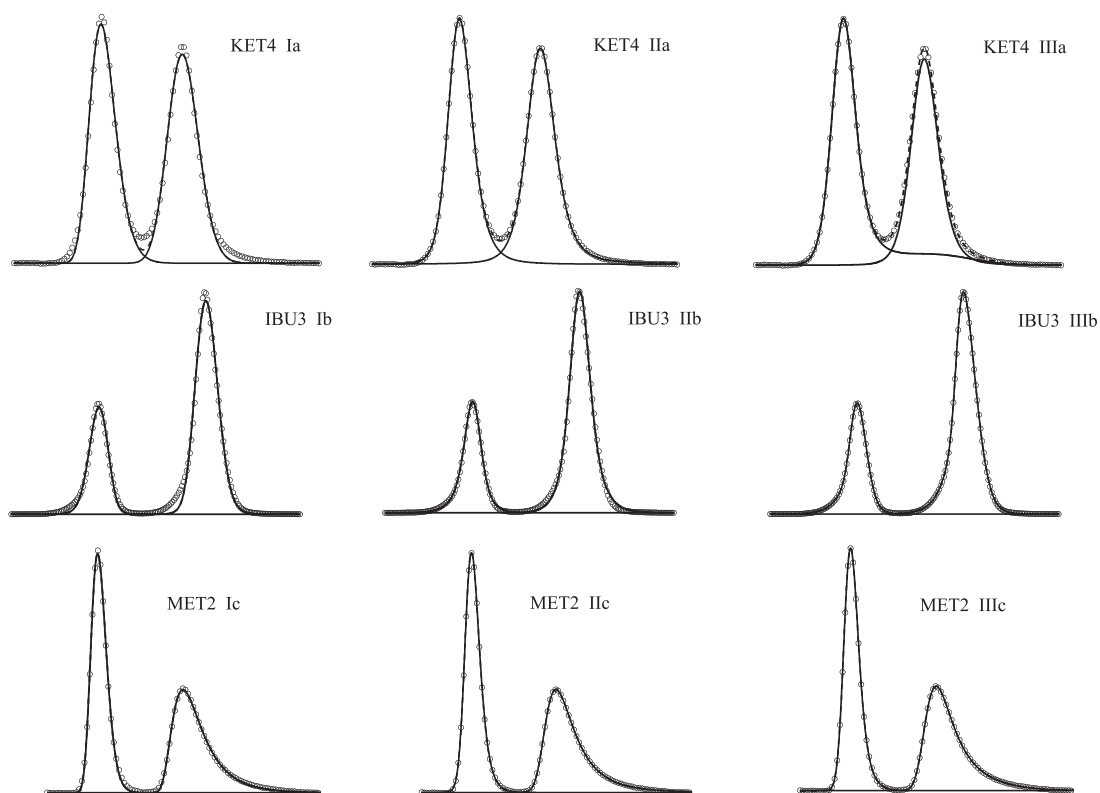 KET4 Ia
KET4 IIa
KET4 IIIa
IBU3 Ib
IBU3 IIb
IBU3 IIIb
MET2 Ic
MET2 IIc
MET2 IIIc